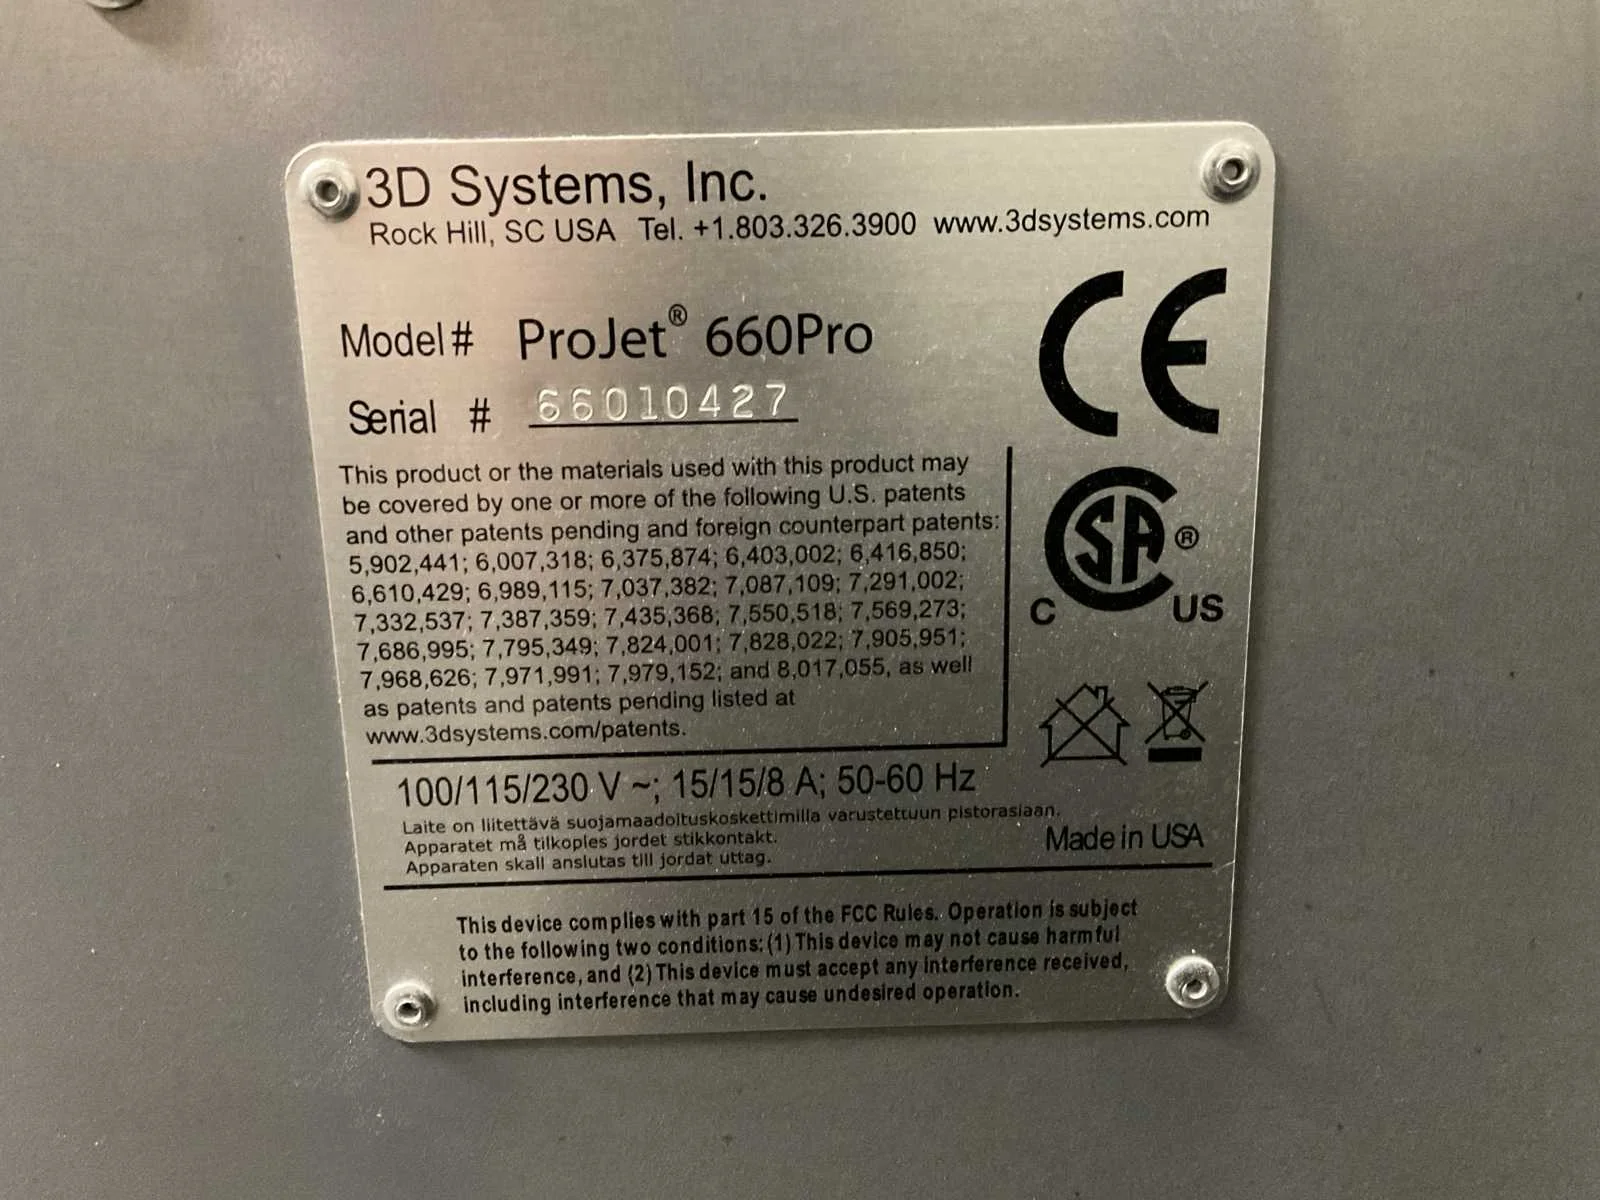 3D Systems, Inc.
Rock Hill, SC USA Tel. +1.803.326.3900 www.3dsystems.com
Model# ProJet® 660Pro
Serial # 66010427
CE
This product or the materials used with this product may
be covered by one or more of the following U.S. patents
and other patents pending and foreign counterpart patents:
5,902,441; 6,007,318; 6,375,874; 6,403,002; 6,416,850;
6,610,429; 6,989,115; 7,037,382; 7,087,109; 7,291,002;
7,332,537; 7,387,359; 7,435,368; 7,550,518; 7,569,273;
7,686,995; 7,795,349; 7,824,001; 7,828,022; 7,905,951;
7,968,626; 7,971,991; 7,979,152; and 8,017,055, as well
as patents and patents pending listed at
www.3dsystems.com/patents.
CSA®
C US
100/115/230 V ~; 15/15/8 A; 50-60 Hz
Laite on liitettävä suojamaadoituskoskettimilla varustettuun pistorasiaan.
Apparatet må tilkoples jordet stikkontakt.
Apparaten skall anslutas till jordat uttag.
Made in USA
This device complies with part 15 of the FCC Rules. Operation is subject
to the following two conditions: (1) This device may not cause harmful
interference, and (2) This device must accept any interference received,
including interference that may cause undesired operation.